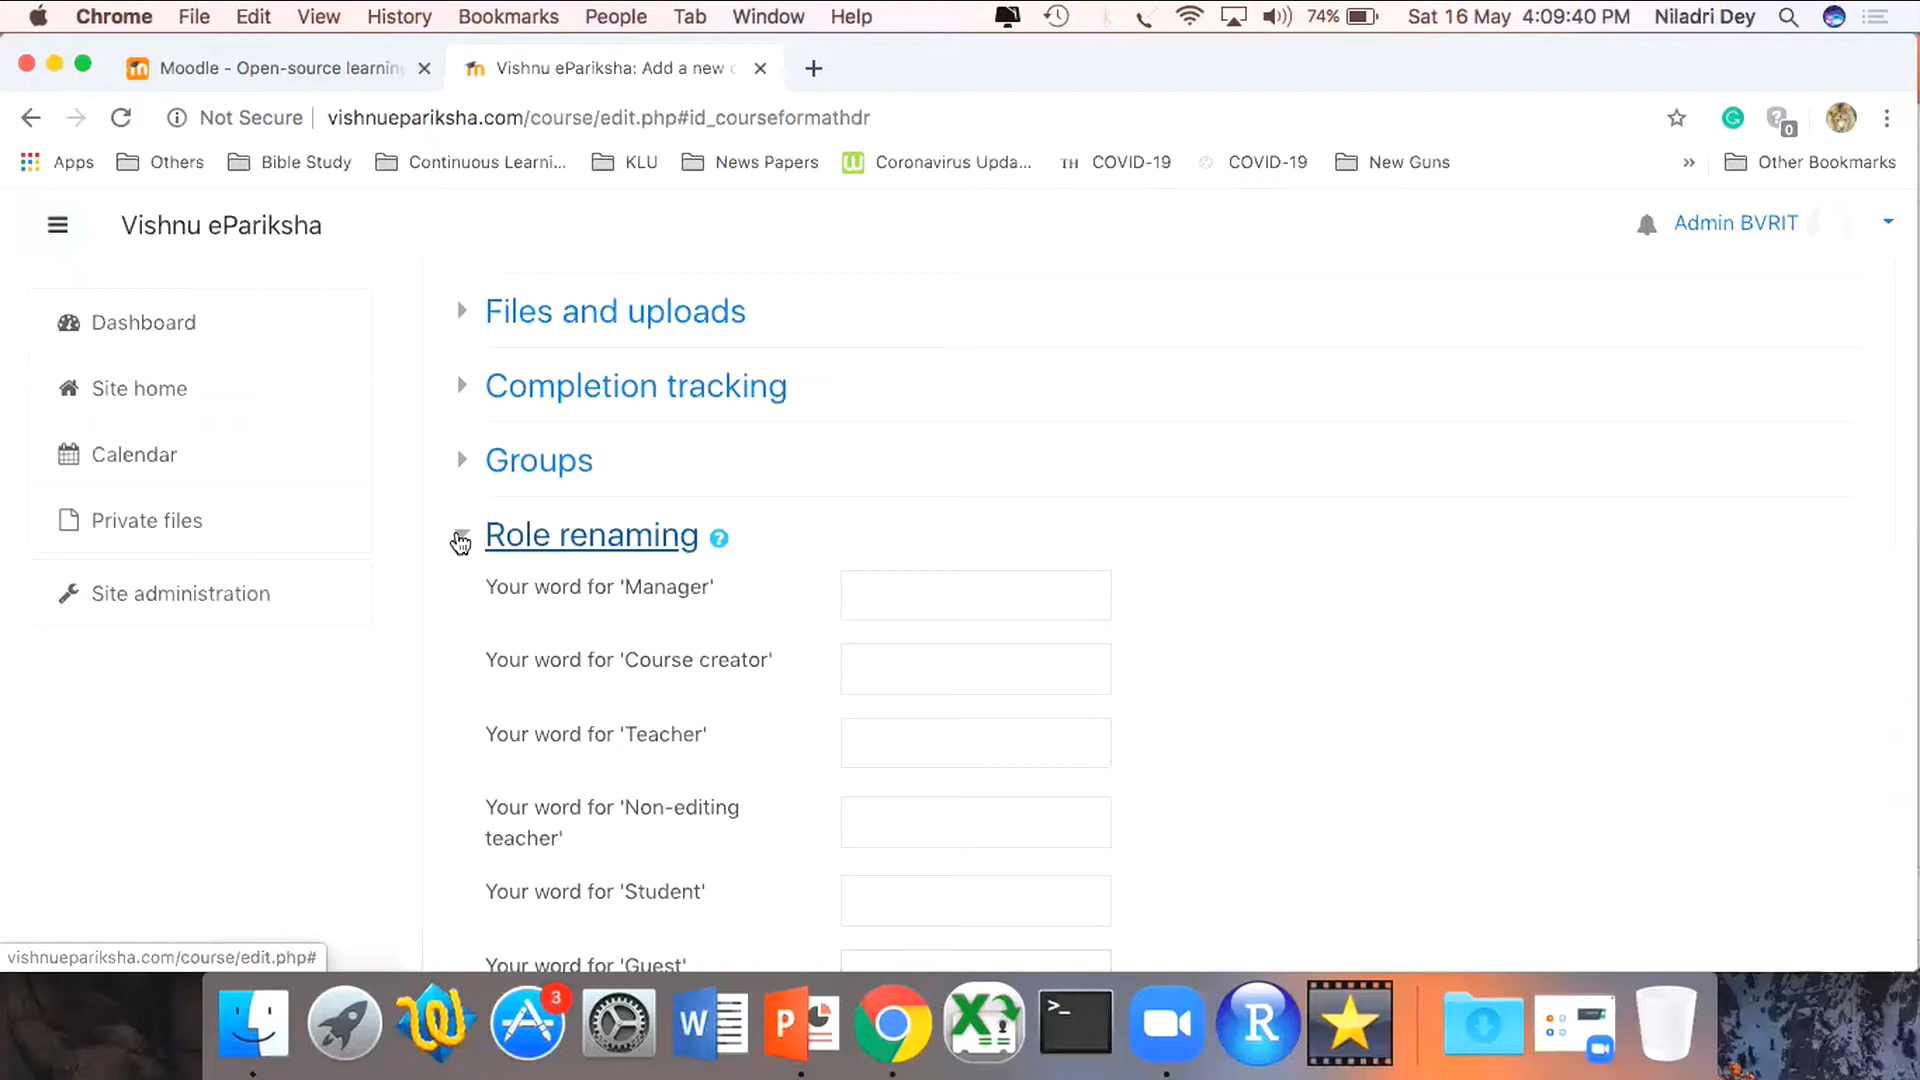 Chrome File Edit View History Bookmarks People Tab Window Help 74% Sat 16 May 4:09:40 PM Niladri Dey
Moodle - Open-source learnin Vishnu ePariksha: Add a new
Not Secure vishnuepariksha.com/course/edit.php#id_courseformathdr 0
Apps Others Bible Study Continuous Learni... KLU News Papers Coronavirus Upda... TH COVID-19 COVID-19 New Guns » Other Bookmarks
Vishnu ePariksha
Admin BVRIT
Dashboard
Site home
Calendar
Private files
Site administration
Files and uploads
Completion tracking
Groups
Role renaming ?
Your word for 'Manager'
Your word for 'Course creator'
Your word for 'Teacher'
Your word for 'Non-editing
teacher'
Your word for 'Student'
Your word for 'Guest'
vishnuepariksha.com/course/edit.php#
3
W P X >_ R